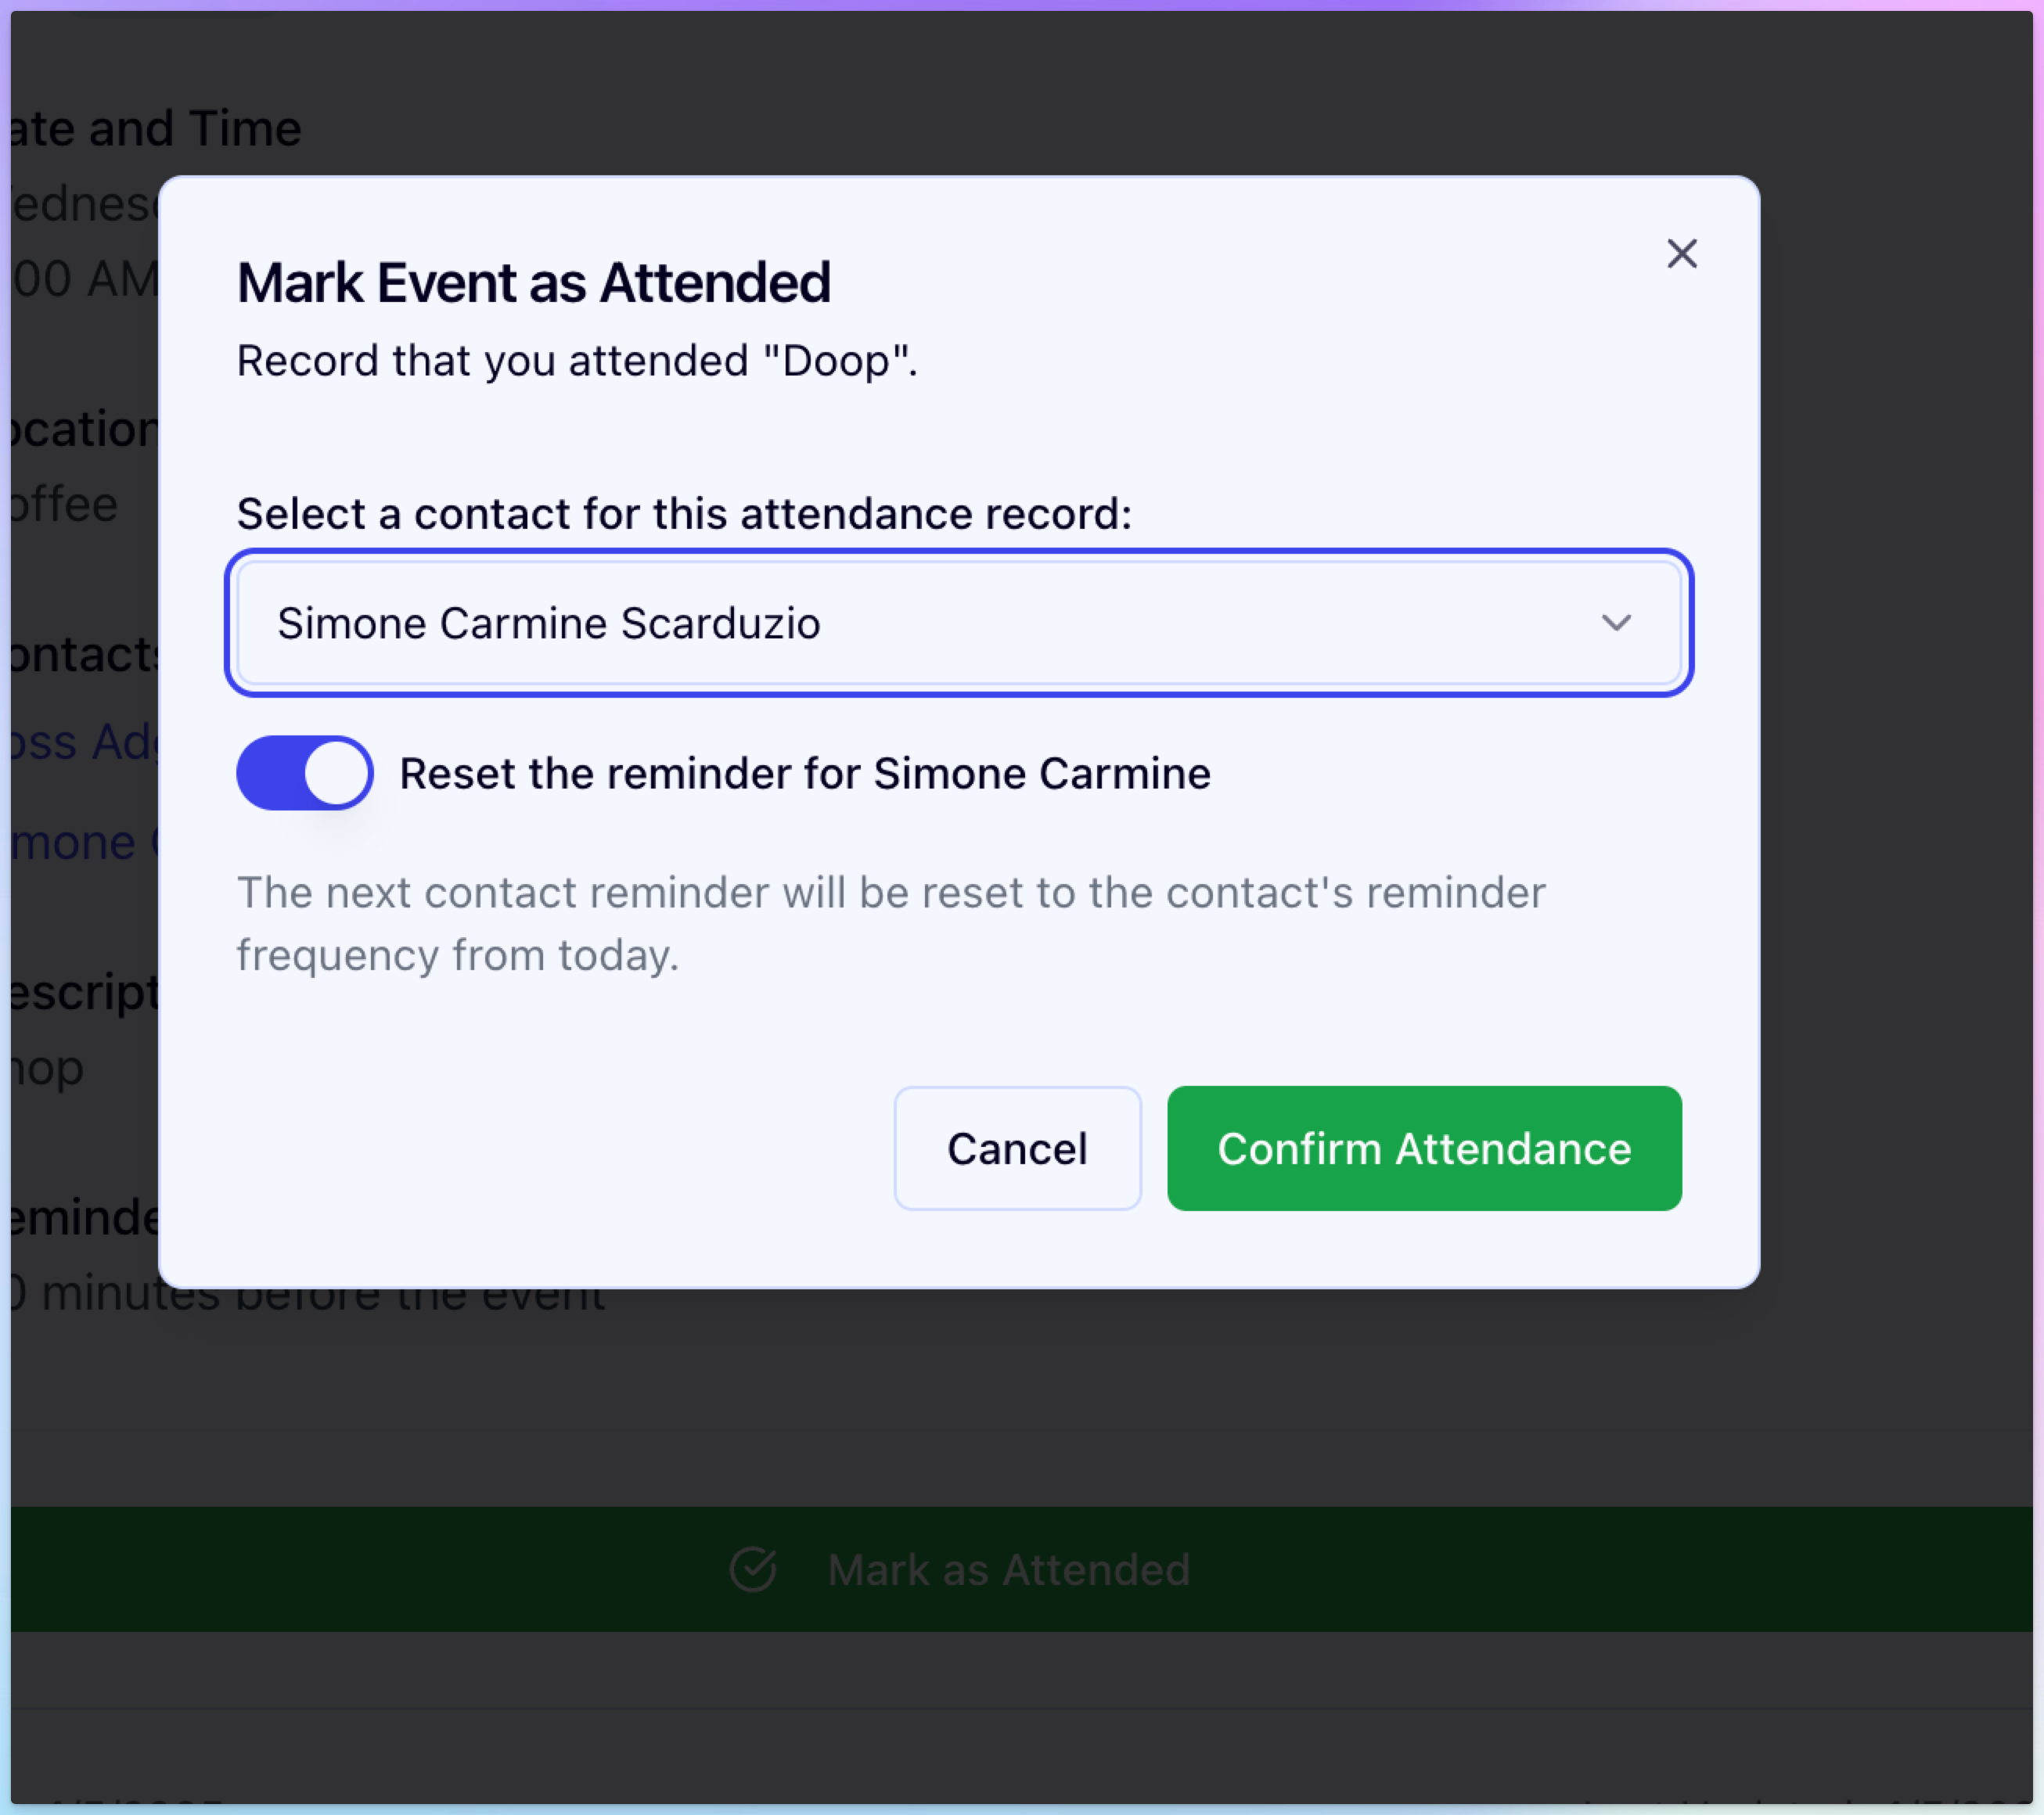 ate and Time
00 AM
Mark Event as Attended
Record that you attended "Doop".
ocation
offee
Select a contact for this attendance record:
Simone Carmine Scarduzio
ontacts
oss
Reset the reminder for Simone Carmine
mone
The next contact reminder will be reset to the contact's reminder
frequency from today.
escript
hop
Cancel
Confirm Attendance
eminde
0 minutes before the event
Mark as Attended